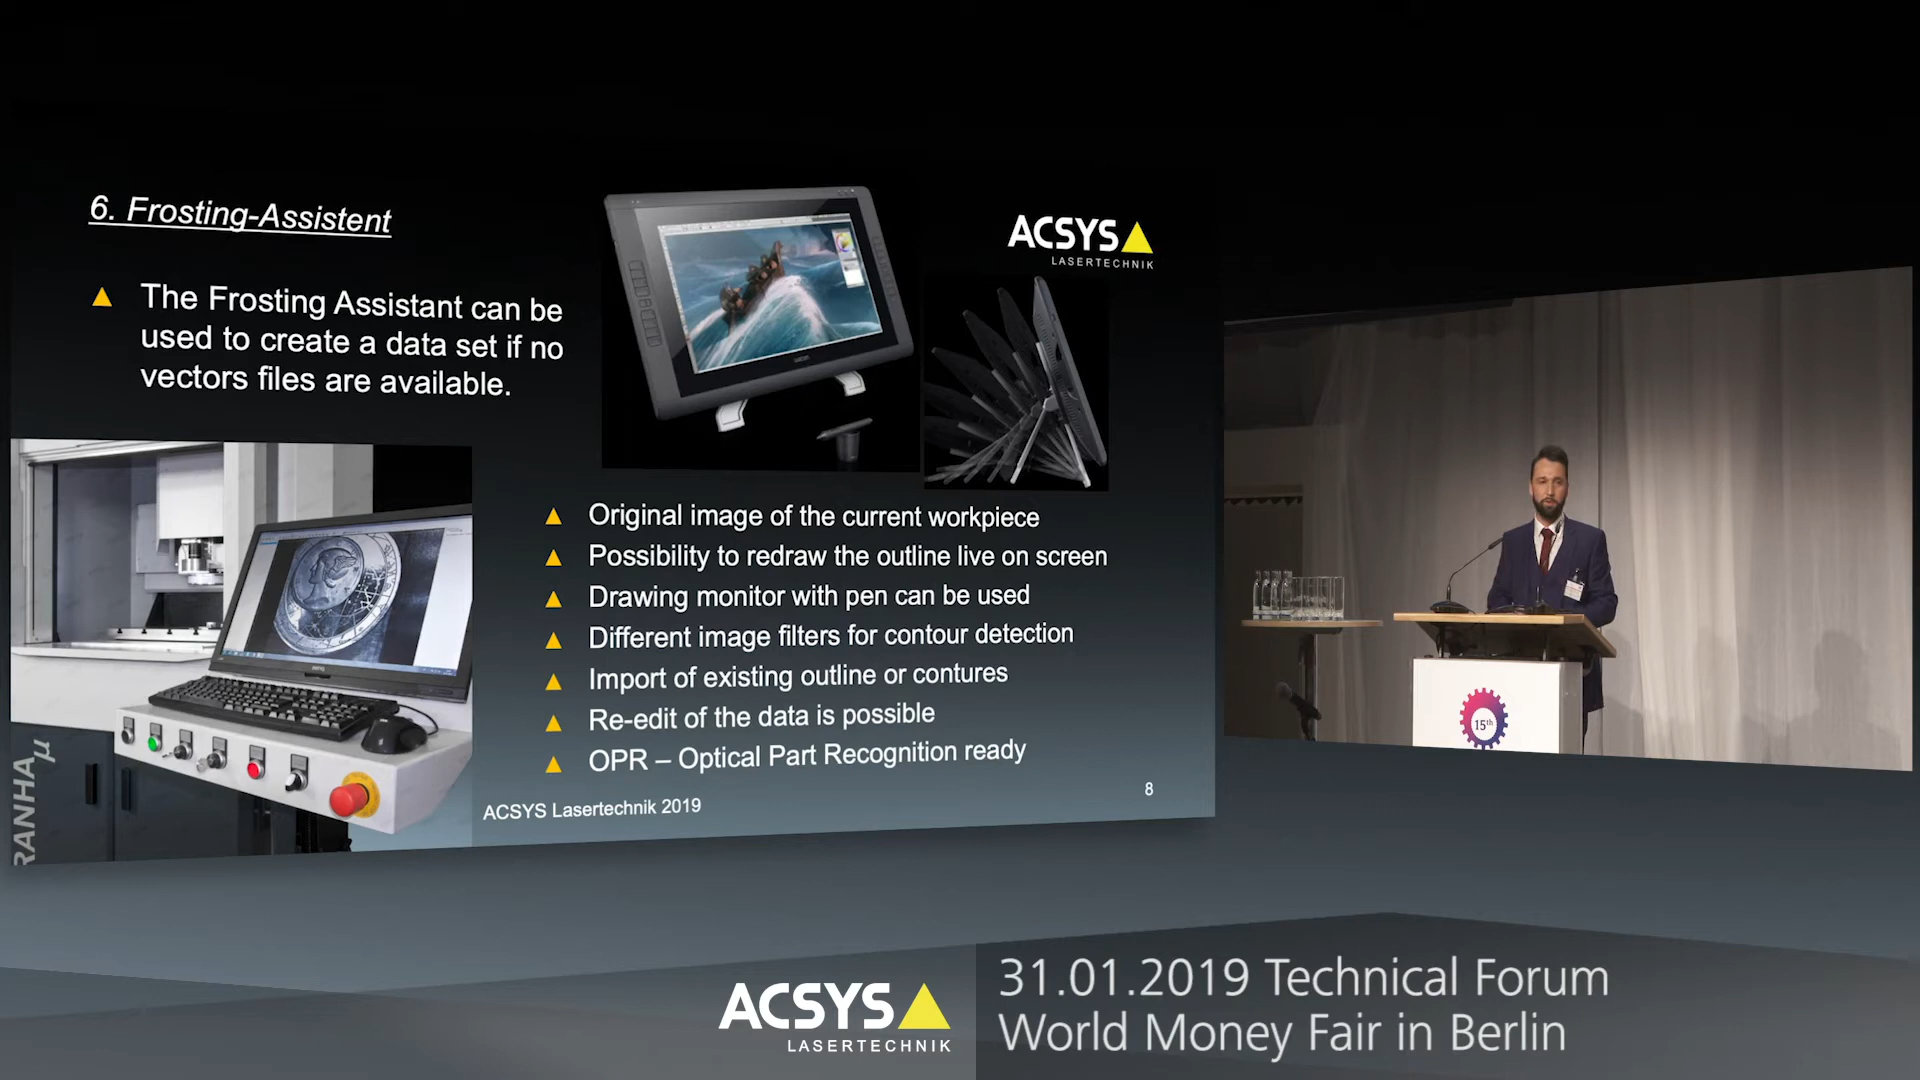 6. Frosting-Assistent
The Frosting Assistant can be
used to create a data set if no
vectors files are available.
ACSYS
LASERTECHNIK
Original image of the current workpiece
Possibility to redraw the outline live on screen
Drawing monitor with pen can be used
Different image filters for contour detection
Import of existing outline or contures
Re-edit of the data is possible
OPR – Optical Part Recognition ready
RANHAµ
ACSYS Lasertechnik 2019
8
15th
ACSYS
LASERTECHNIK
31.01.2019 Technical Forum
World Money Fair in Berlin